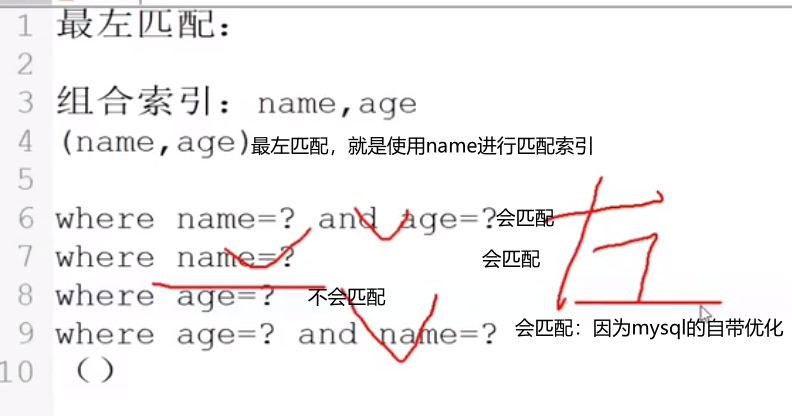 1 最左匹配：
2
3 组合索引：name,age
4 (name,age)最左匹配，就是使用name进行匹配索引
5
6 where name=? and age=?会匹配
7 where name=? 会匹配
8 where age=? 不会匹配
9 where age=? and name=? 会匹配：因为mysql的自带优化
10 ()
左